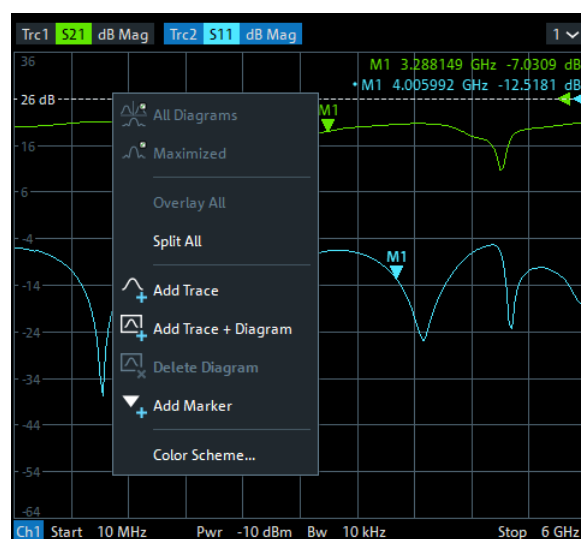 Trc1 S21 dB Mag Trc2 S11 dB Mag 1
36
M1 3.288149 GHz -7.0309 dB
•M1 4.005992 GHz -12.5181 dB
26 dB
All Diagrams
M1
16
Maximized
6
Overlay All
-4
Split All
M1
-14
Add Trace
-24
Add Trace + Diagram
Delete Diagram
-34
Add Marker
-44
Color Scheme...
-54
-64
Ch1 Start 10 MHz Pwr -10 dBm Bw 10 kHz Stop 6 GHz